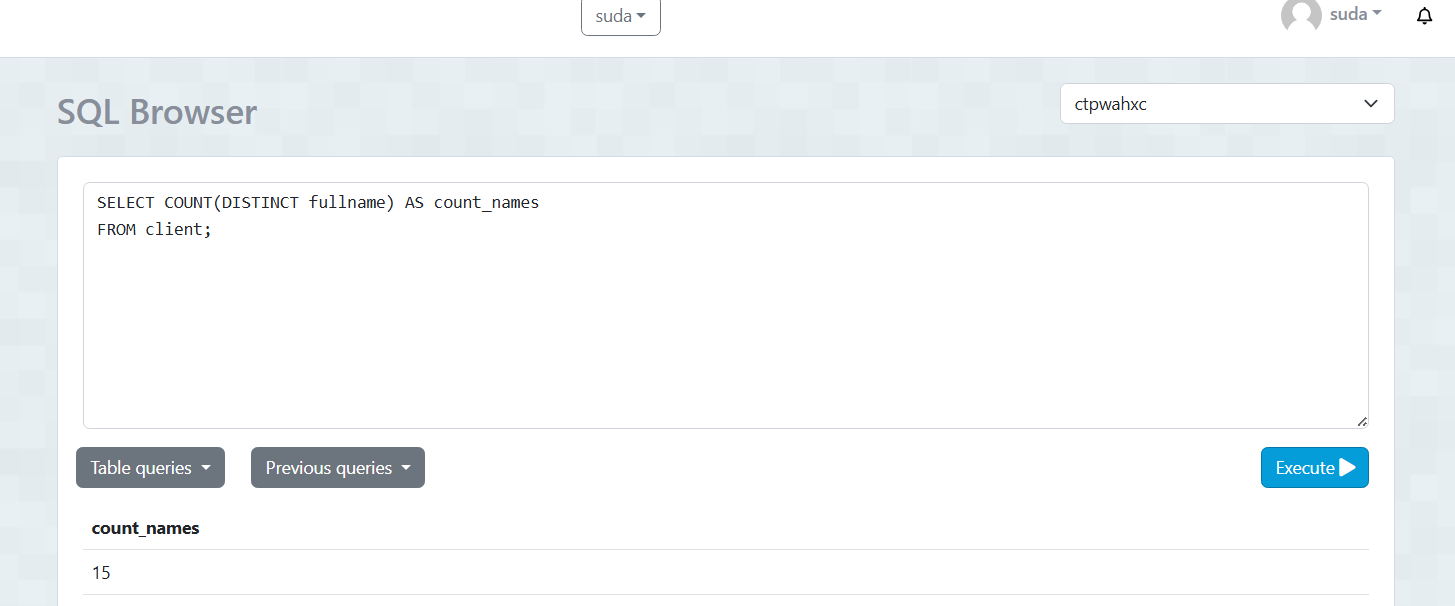 suda
suda
SQL Browser
ctpwahxc
SELECT COUNT(DISTINCT fullname) AS count_names
FROM client;
Table queries
Previous queries
Execute
count_names
15